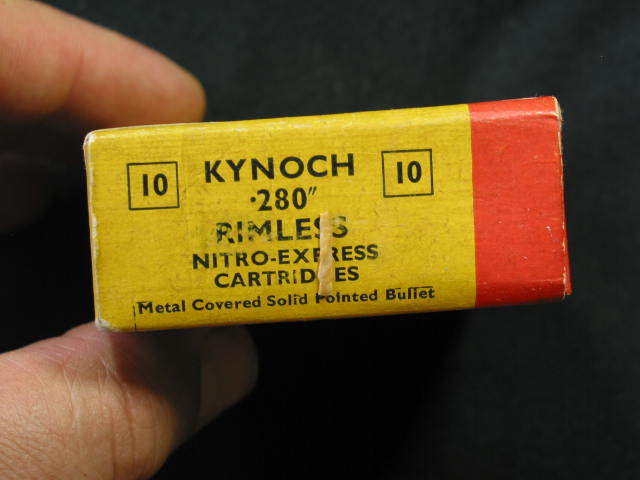 10 KYNOCH 10
·280"
RIMLESS
NITRO-EXPRESS
CARTRIDGES
Metal Covered Solid Pointed Bullet